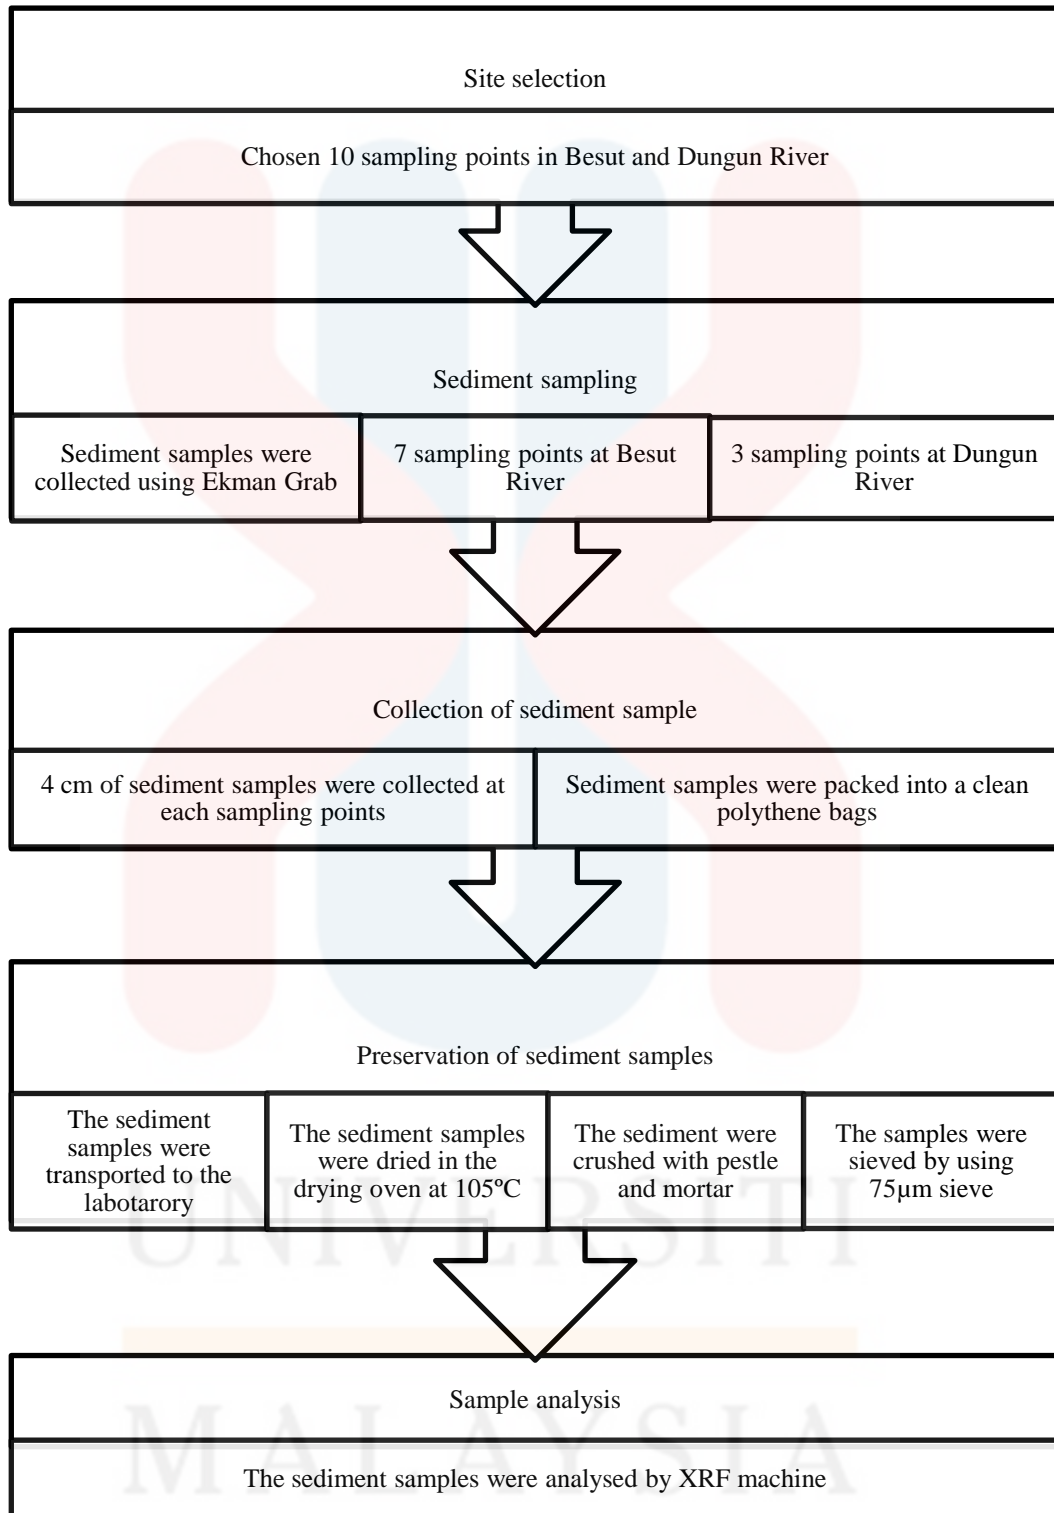 Site selection
Chosen 10 sampling points in Besut and Dungun River
Sediment sampling
Sediment samples were
collected using Ekman Grab
7 sampling points at Besut
River
3 sampling points at Dungun
River
Collection of sediment sample
4 cm of sediment samples were collected at
each sampling points
Sediment samples were packed into a clean
polythene bags
Preservation of sediment samples
The sediment
samples were
transported to the
labotarory
The sediment samples
were dried in the
drying oven at 105ºC
The sediment were
crushed with pestle
and mortar
The samples were
sieved by using
75µm sieve
UNIVERSITI
Sample analysis
MALAYSIA
The sediment samples were analysed by XRF machine